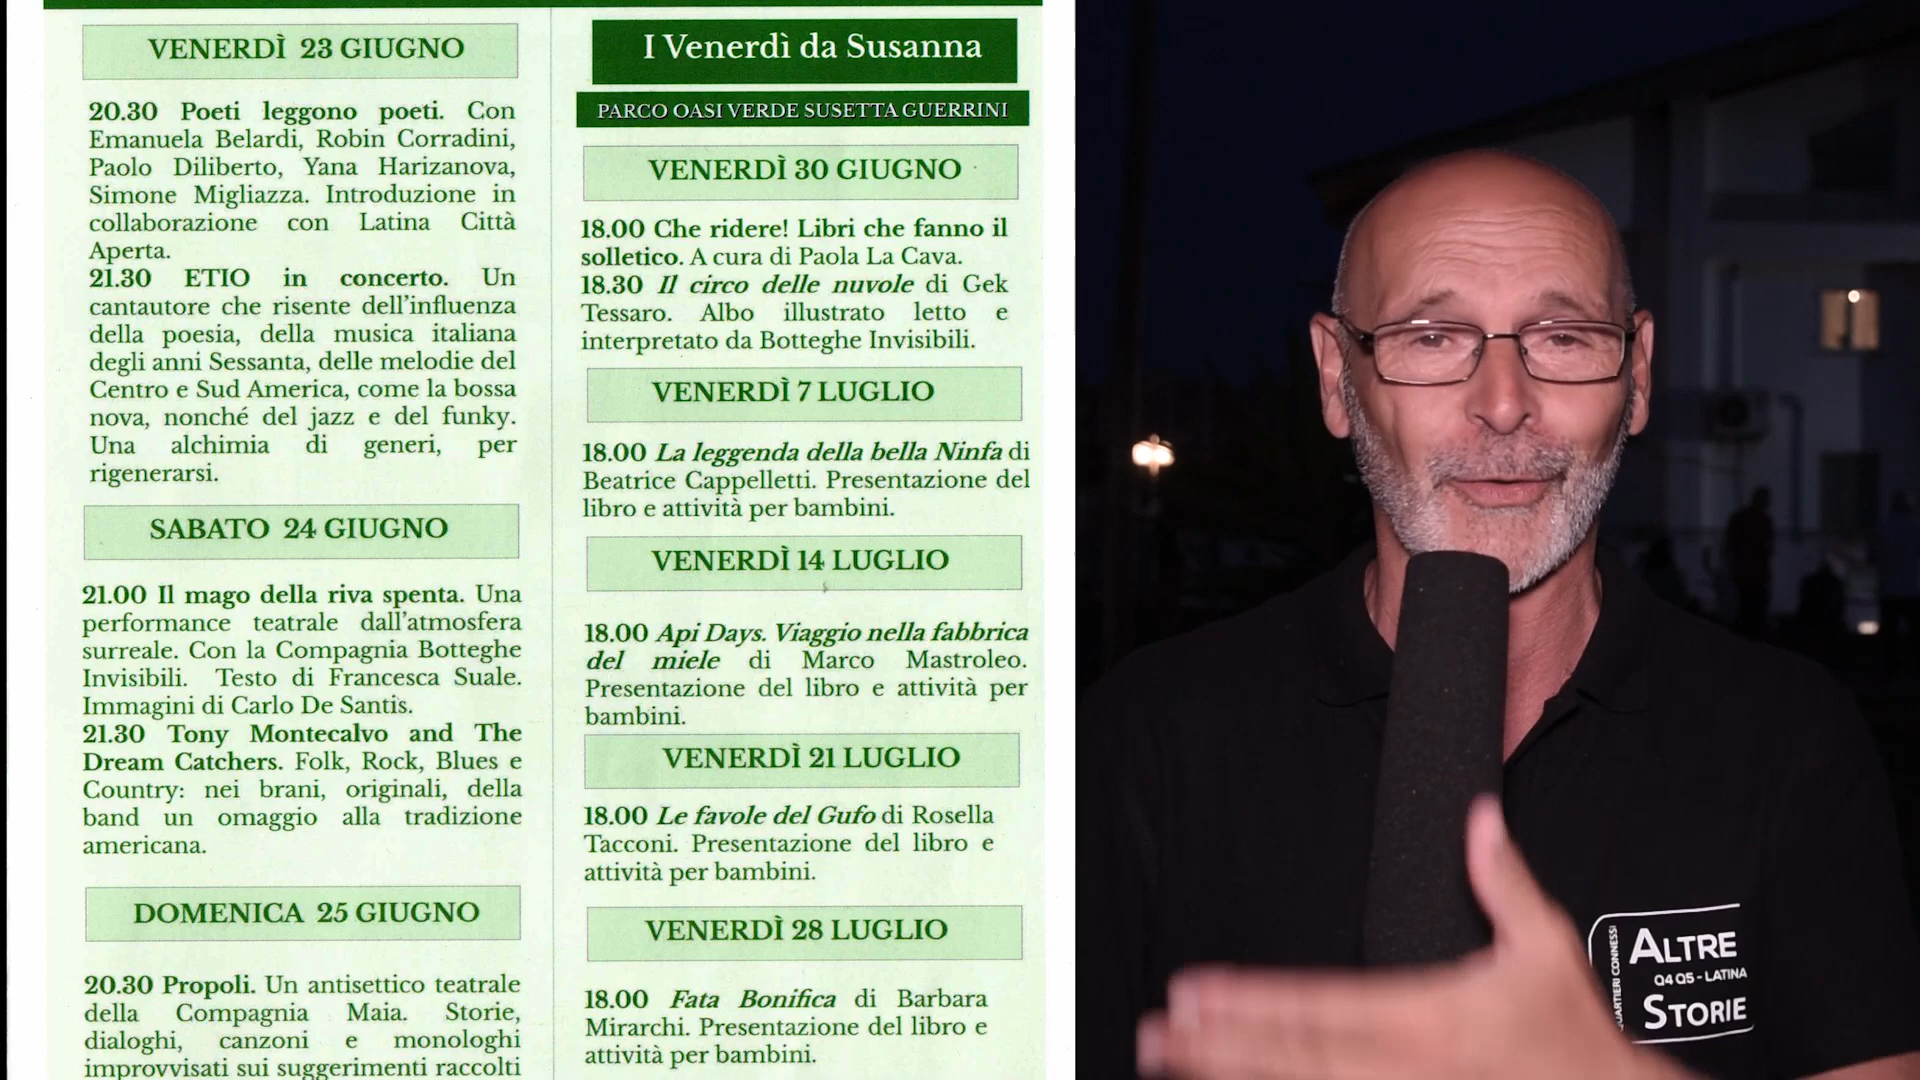 VENERDÌ 23 GIUGNO
20.30 Poeti leggono poeti. Con
Emanuela Belardi, Robin Corradini,
Paolo Diliberto, Yana Harizanova,
Simone Migliazza. Introduzione in
collaborazione con Latina Città
Aperta.
21.30 ETIO in concerto. Un
cantautore che risente dell'influenza
della poesia, della musica italiana
degli anni Sessanta, delle melodie del
Centro e Sud America, come la bossa
nova, nonché del jazz e del funky.
Una alchimia di generi, per
rigenerarsi.
SABATO 24 GIUGNO
21.00 Il mago della riva spenta. Una
performance teatrale dall'atmosfera
surreale. Con la Compagnia Botteghe
Invisibili. Testo di Francesca Suale.
Immagini di Carlo De Santis.
21.30 Tony Montecalvo and The
Dream Catchers. Folk, Rock, Blues e
Country: nei brani, originali, della
band un omaggio alla tradizione
americana.
DOMENICA 25 GIUGNO
20.30 Propoli. Un antisettico teatrale
della Compagnia Maia. Storie,
dialoghi, canzoni e monologhi
improvvisati sui suggerimenti raccolti
I Venerdì da Susanna
PARCO OASI VERDE SUSETTA GUERRINI
VENERDÌ 30 GIUGNO
18.00 Che ridere! Libri che fanno il
solletico. A cura di Paola La Cava.
18.30 Il circo delle nuvole di Gek
Tessaro. Albo illustrato letto e
interpretato da Botteghe Invisibili.
VENERDÌ 7 LUGLIO
18.00 La leggenda della bella Ninfa di
Beatrice Cappelletti. Presentazione del
libro e attività per bambini.
VENERDÌ 14 LUGLIO
18.00 Api Days. Viaggio nella fabbrica
del miele di Marco Mastroleo.
Presentazione del libro e attività per
bambini.
VENERDÌ 21 LUGLIO
18.00 Le favole del Gufo di Rosella
Tacconi. Presentazione del libro e
attività per bambini.
VENERDÌ 28 LUGLIO
18.00 Fata Bonifica di Barbara
Mirarchi. Presentazione del libro e
attività per bambini.
QUARTIERI CONNESSI
ALTRE
Q4 Q5 - LATINA
STORIE